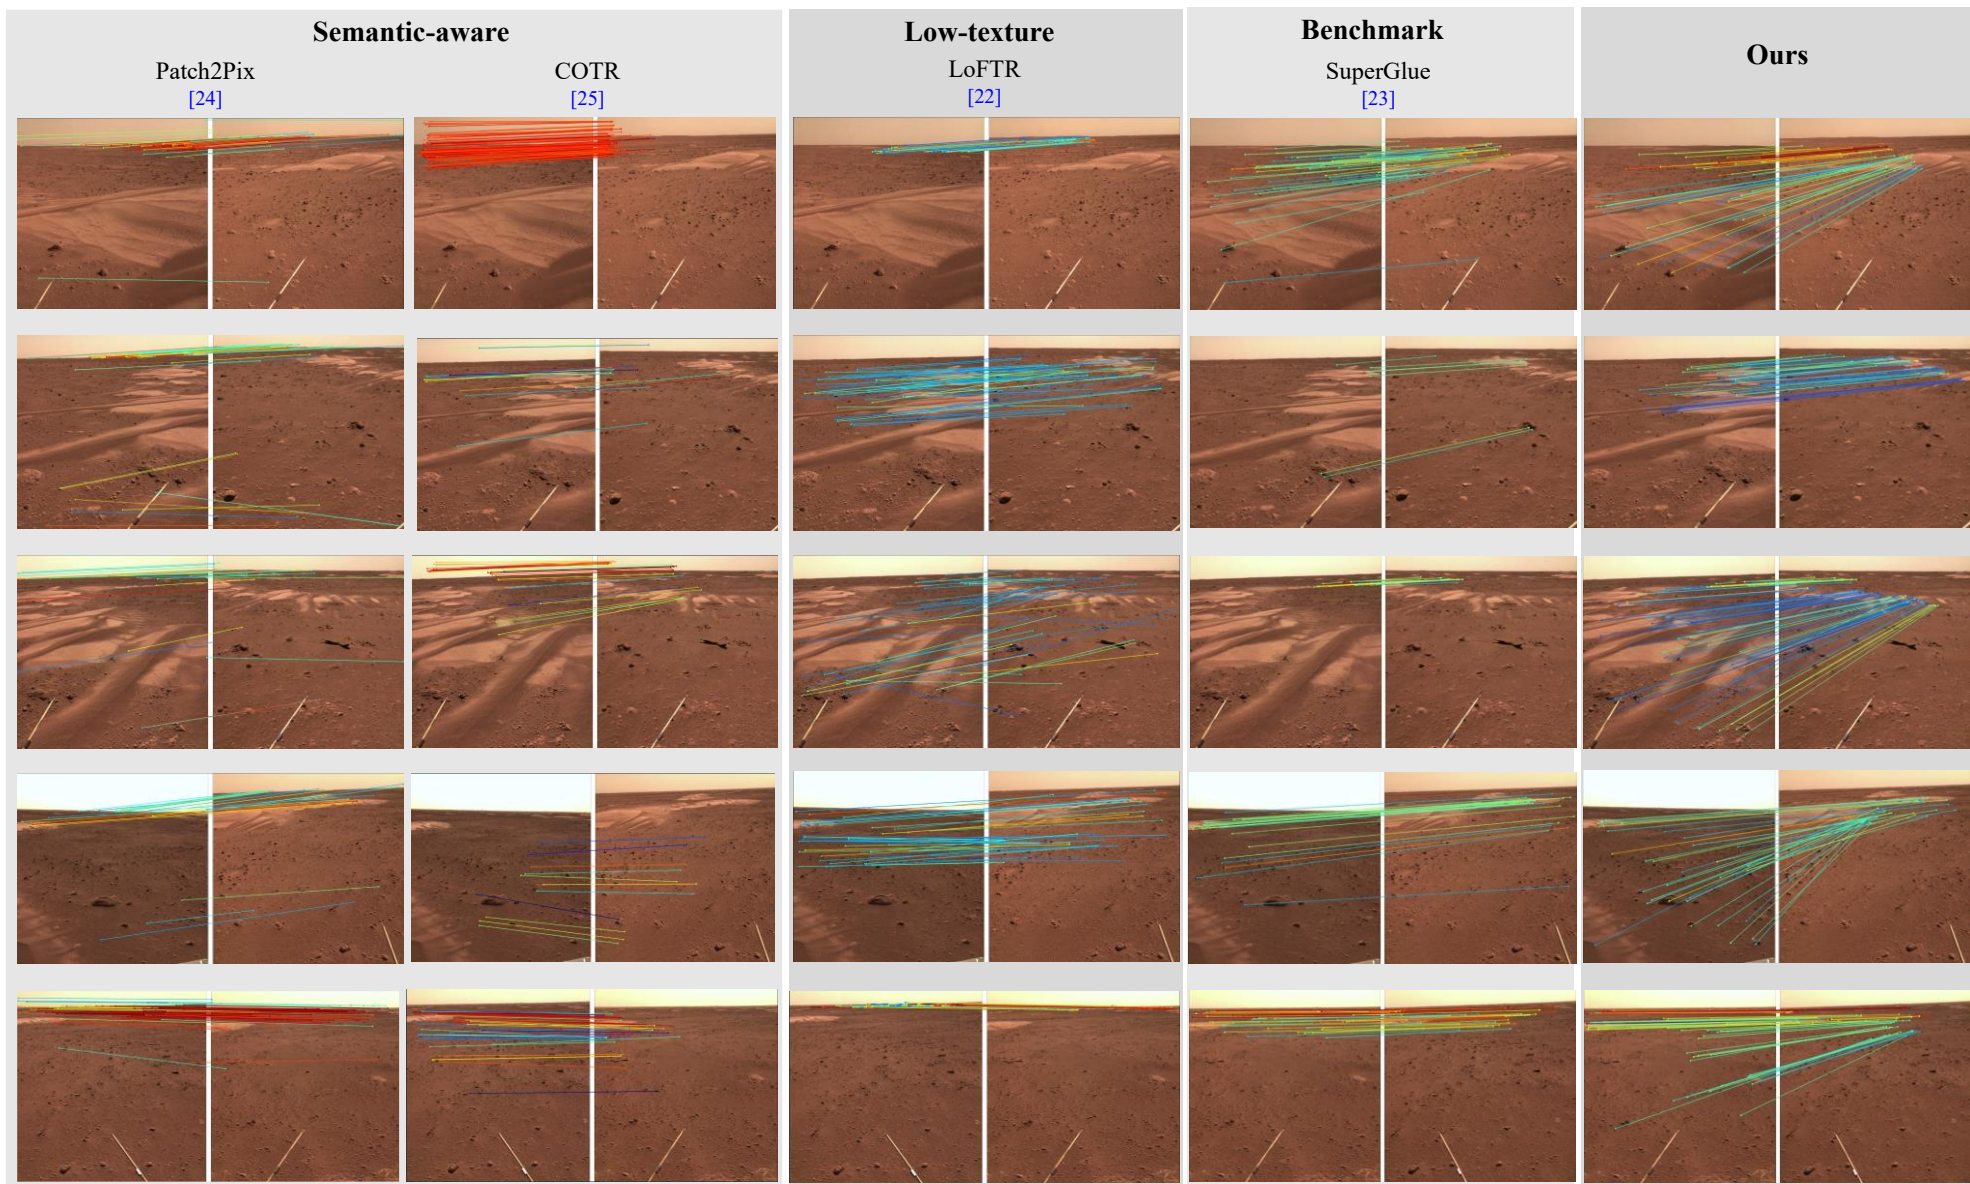 Semantic-aware
Low-texture
Benchmark
Ours
Patch2Pix
COTR
LoFTR
SuperGlue
[24]
[25]
[22]
[23]